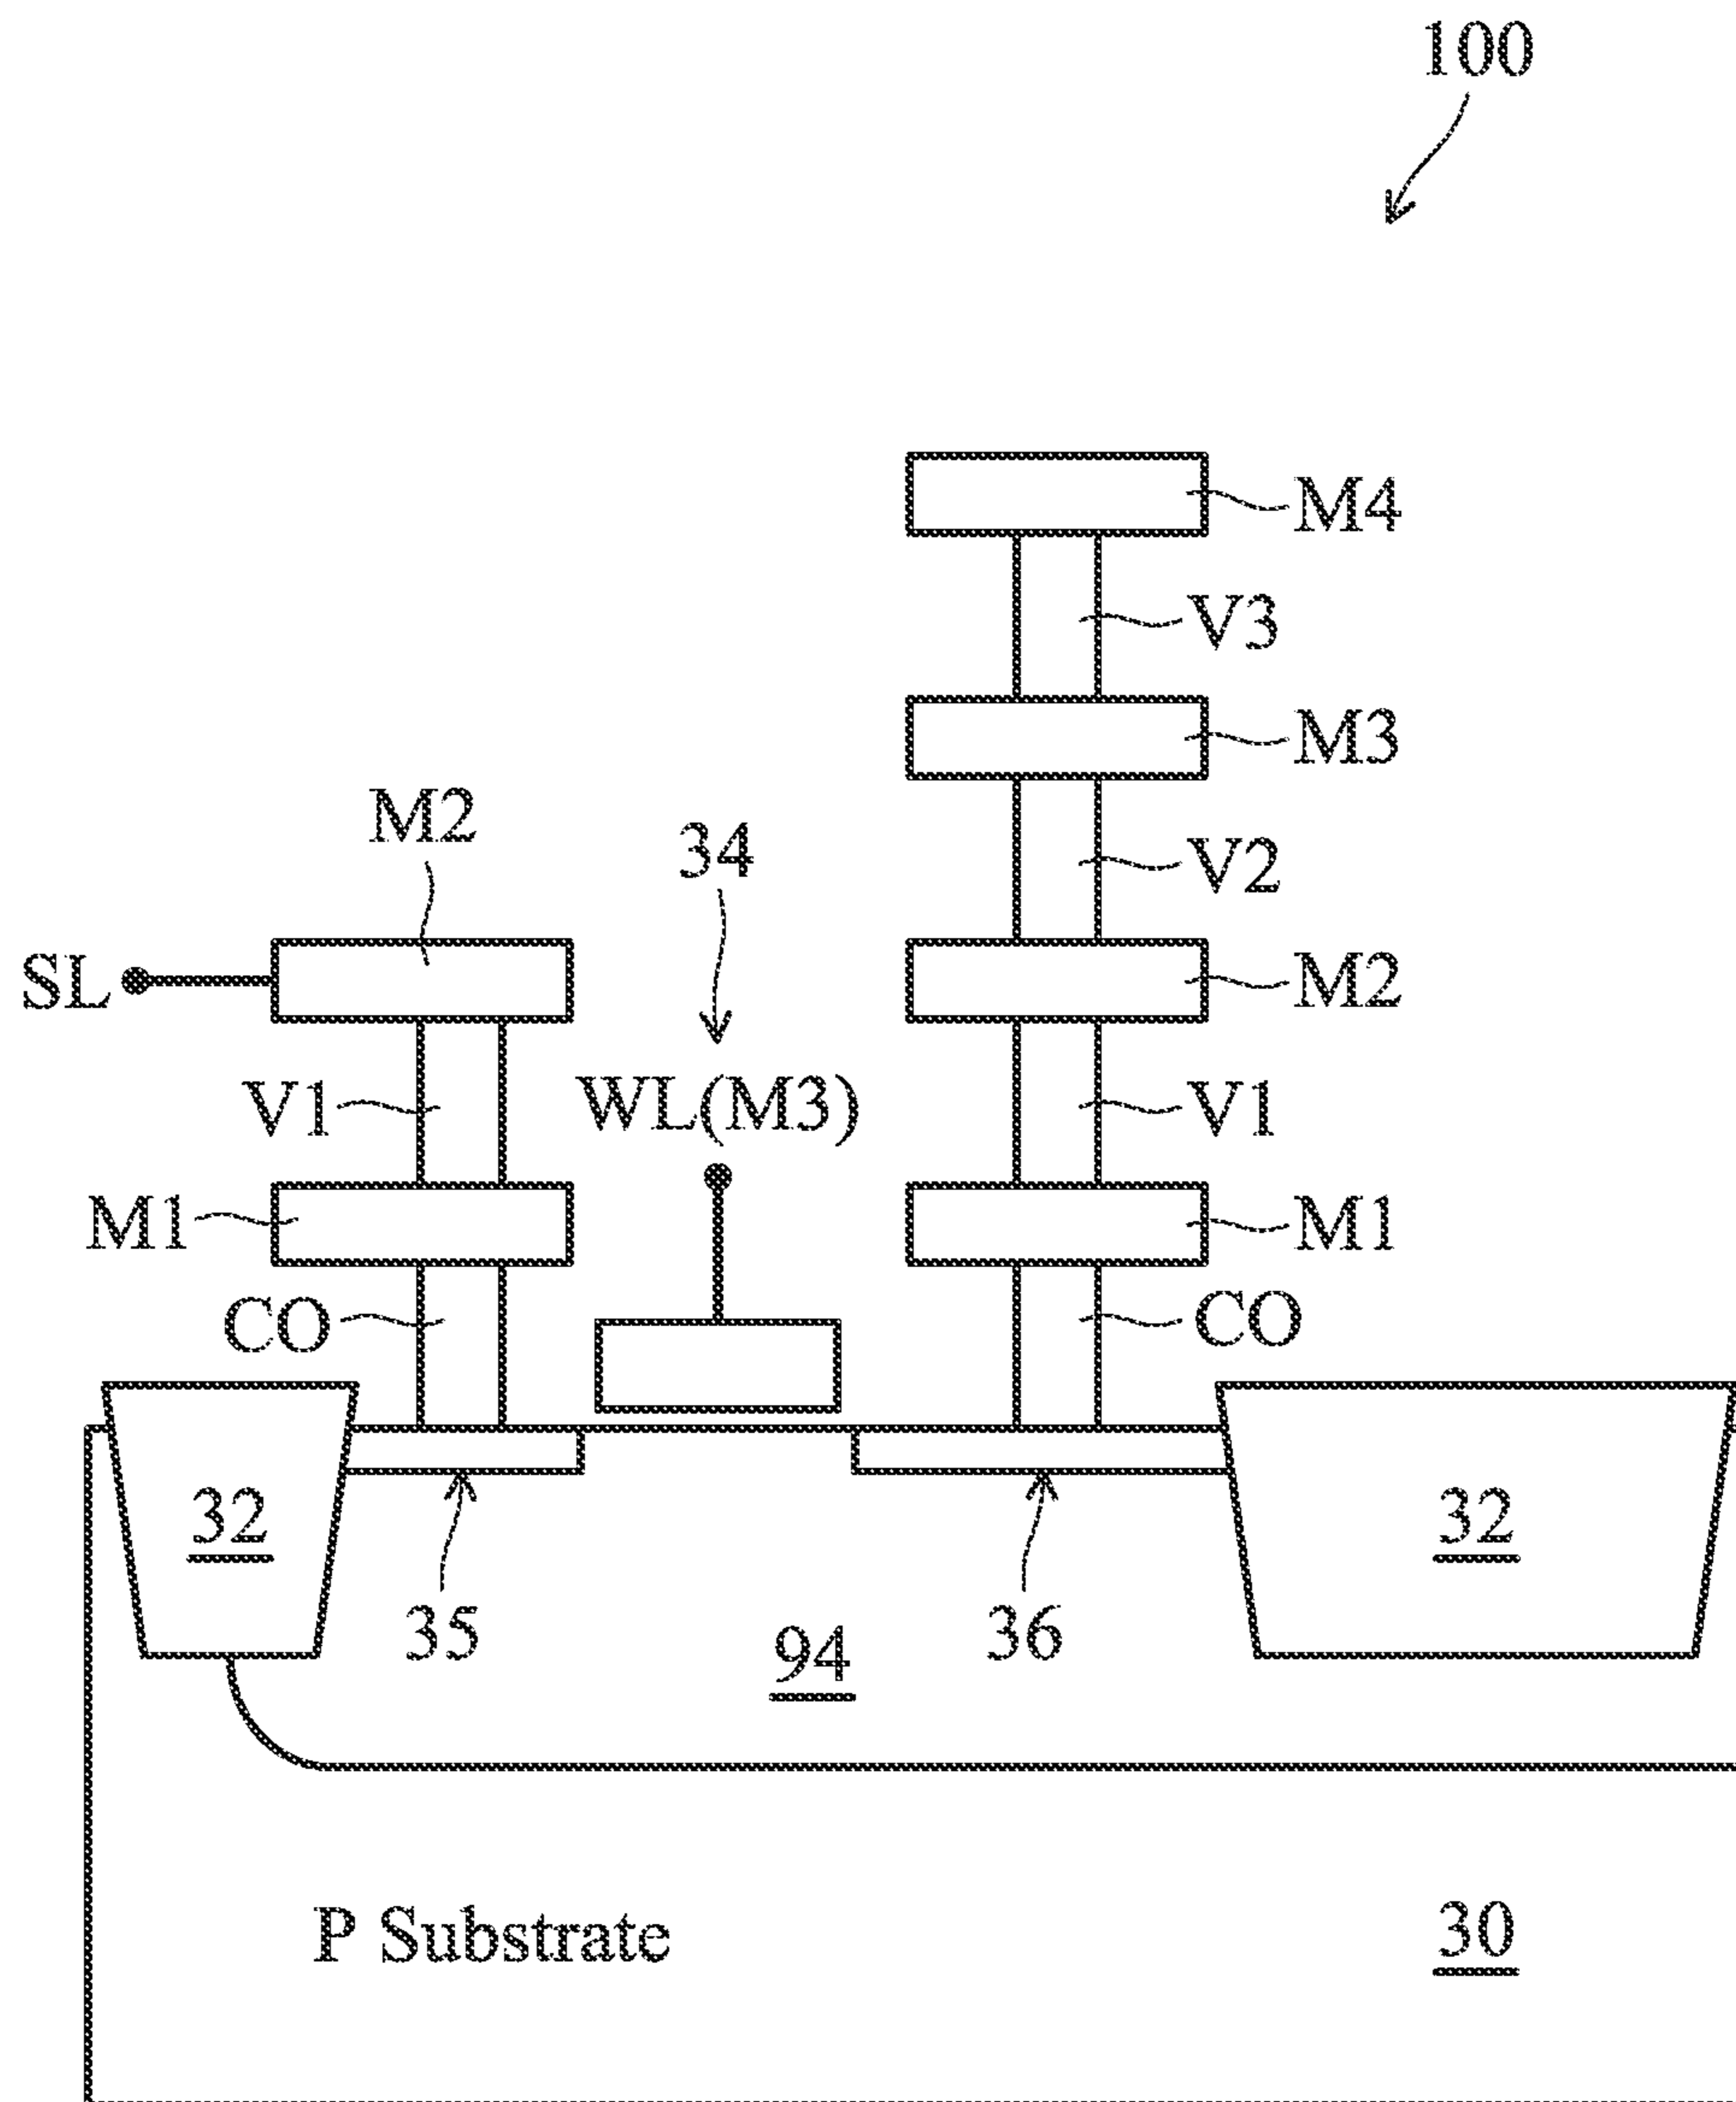 100
M4
V3
M3
M2
34
V2
SL
M2
V1
WL(M3)
V1
M1
M1
CO
CO
32
32
35
36
94
P Substrate
30